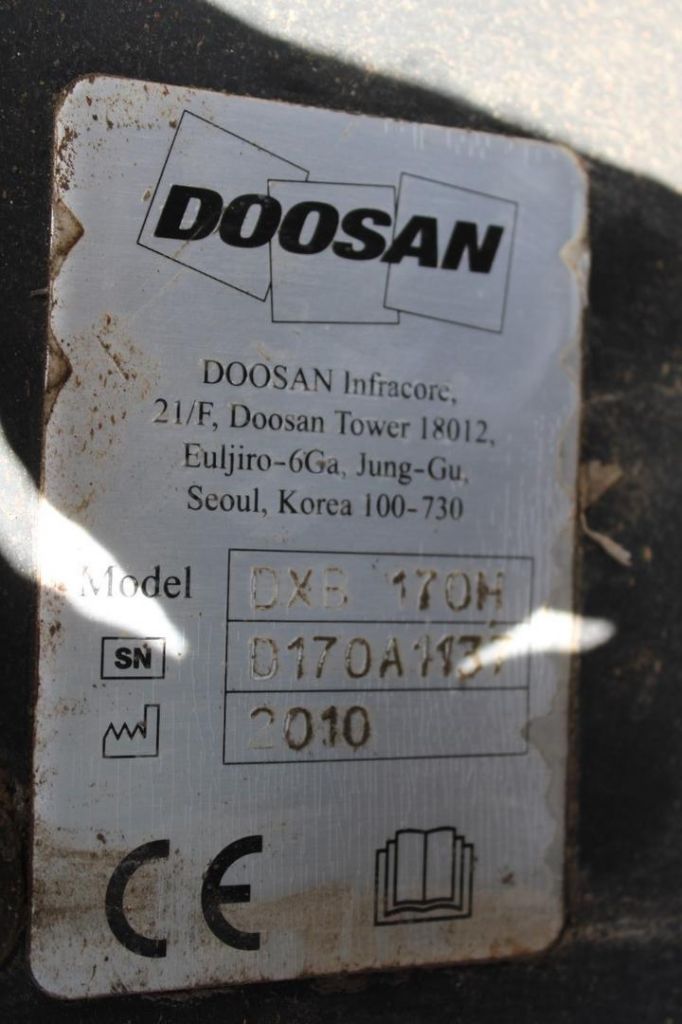 DOOSAN
DOOSAN Infracore,
21/F, Doosan Tower 18012,
Euljiro-6Ga, Jung-Gu,
Seoul, Korea 100-730
Model DXB 170H
SN D170A1137
2010
CE